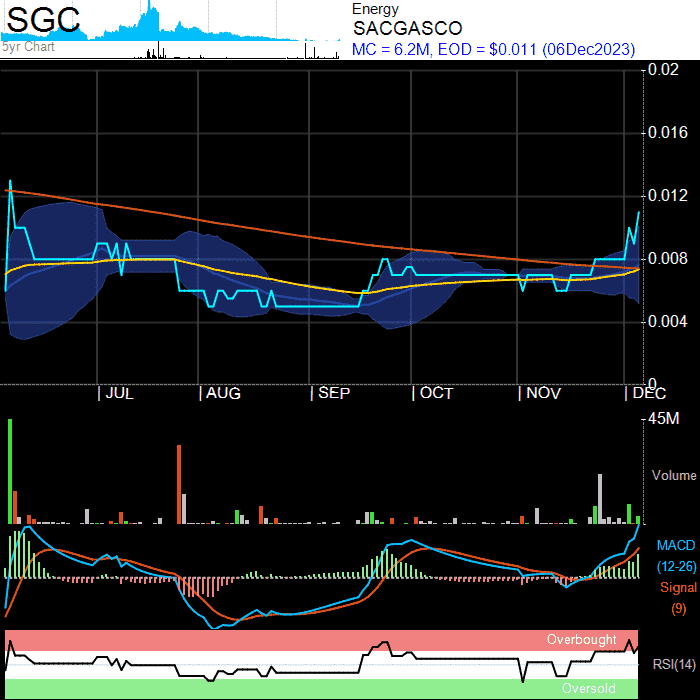 SGC
5yr Chart
Energy
SACGASCO
MC = 6.2M, EOD = $0.011 (06Dec2023)
0.02
0.016
0.012
0.008
0.004
0
| JUL | AUG | SEP | OCT | NOV | DEC
45M
Volume
MACD
(12-26)
Signal
(9)
Overbought
RSI(14)
Oversold